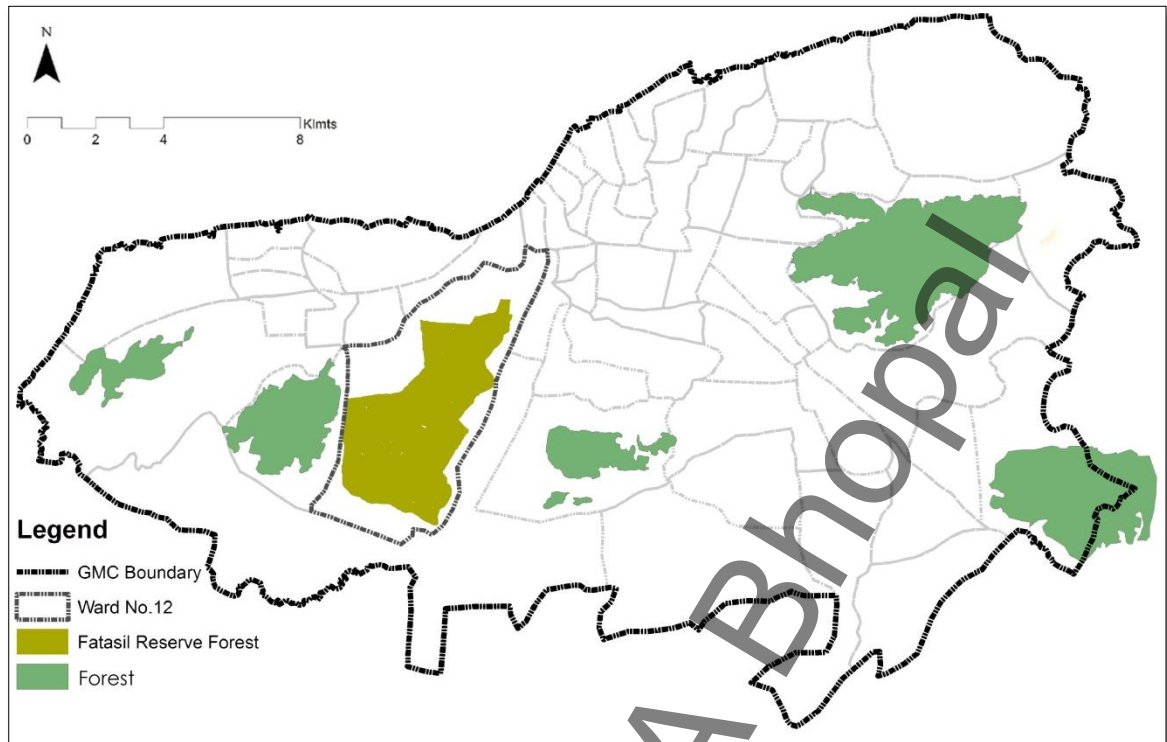 N
Klmts
0 2 4 8
A Bhopal
Legend
GMC Boundary
Ward No.12
Fatasil Reserve Forest
Forest